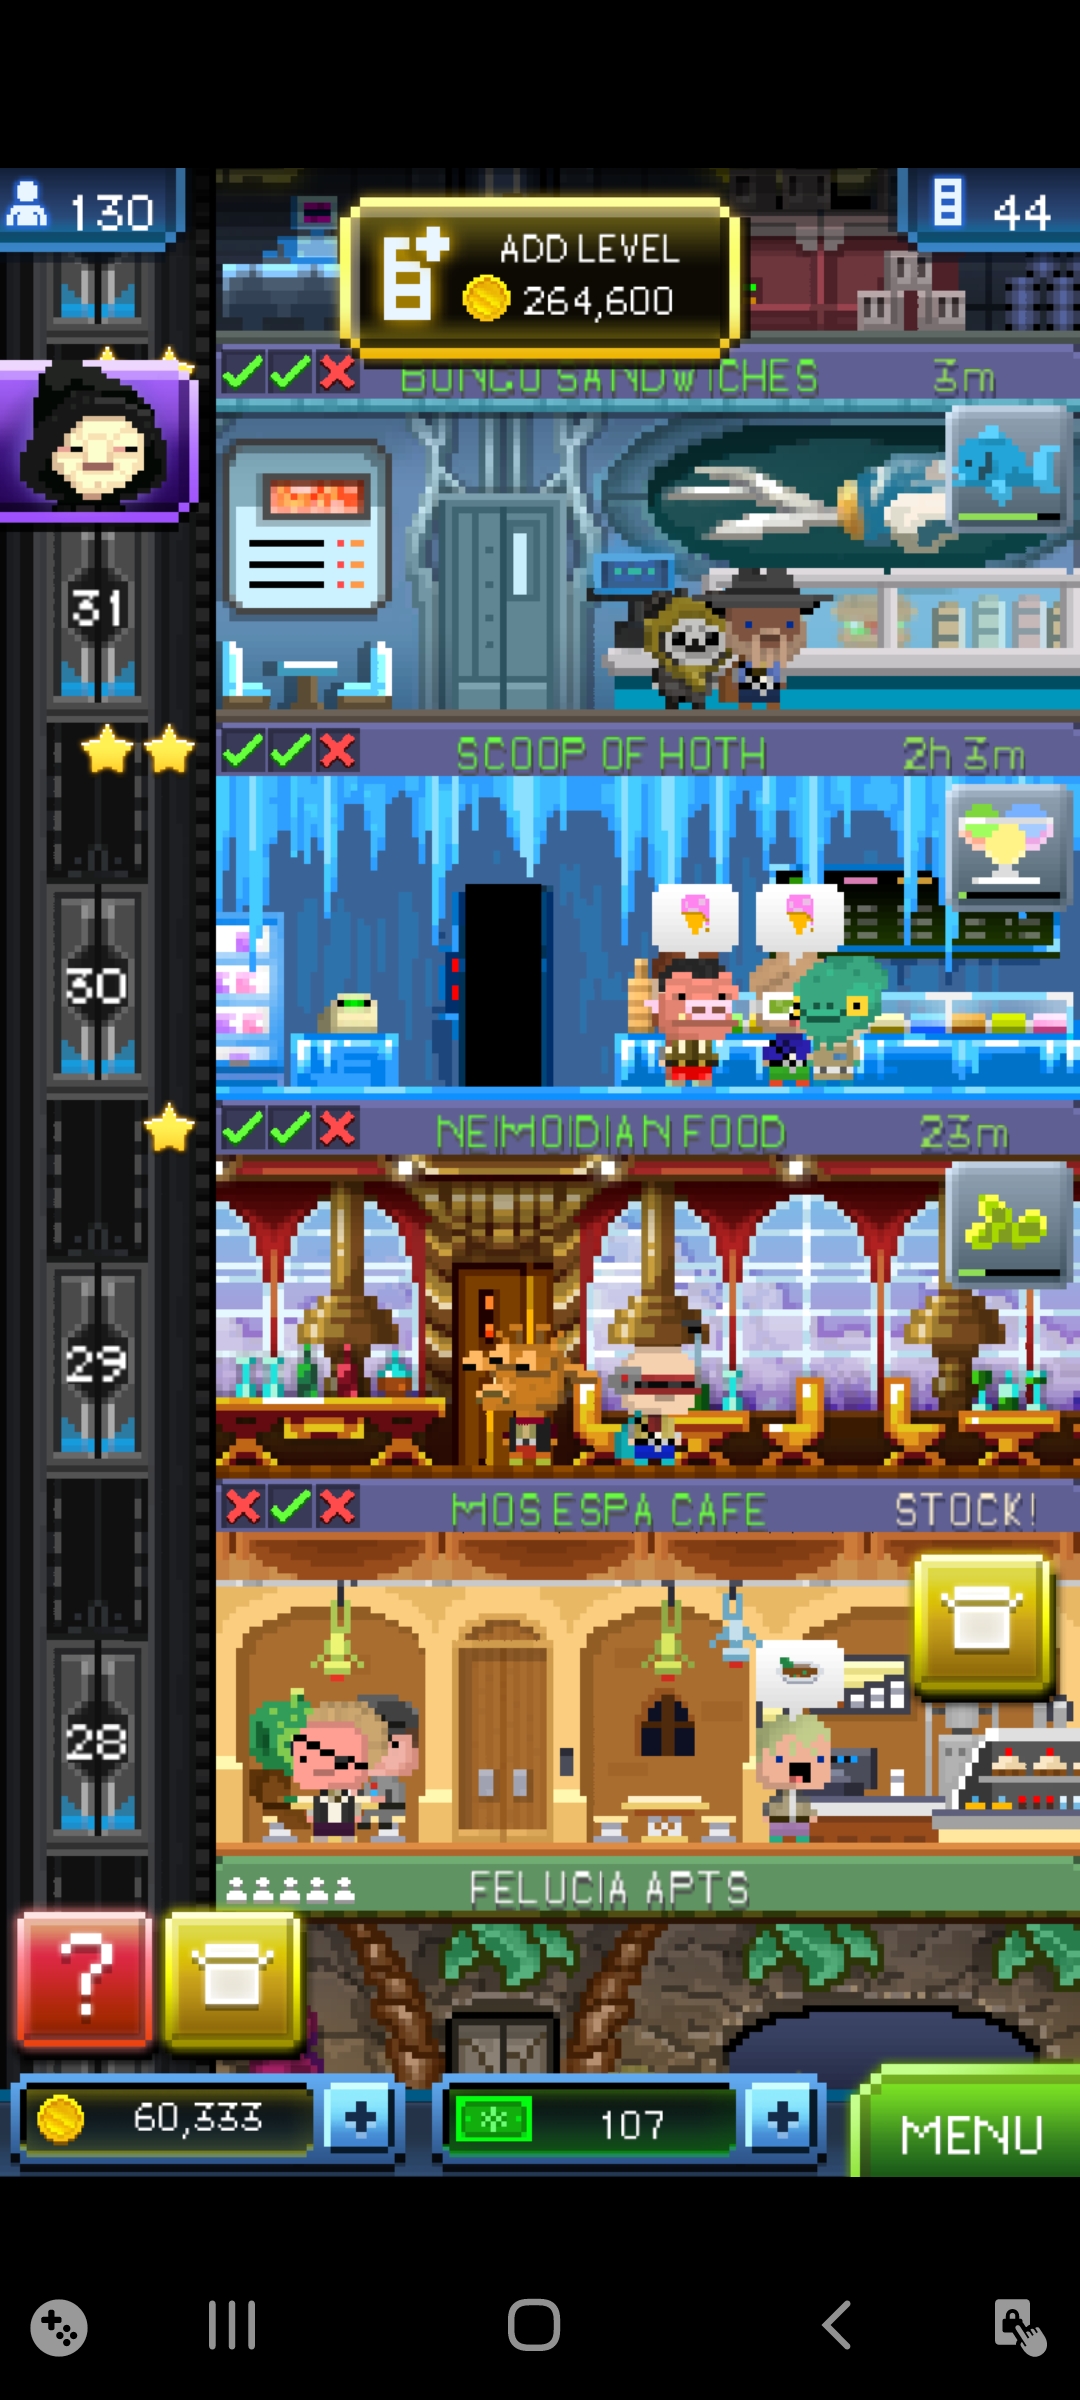 130
44
ADD LEVEL
264,600
BONGO SANDWICHES 3m
31
SCOOP OF HOTH 2h 3m
30
NEIMOIDIAN FOOD 23m
29
MOS ESPA CAFE STOCK!
28
FELUCIA APTS
?
60,333 +
107 +
MENU